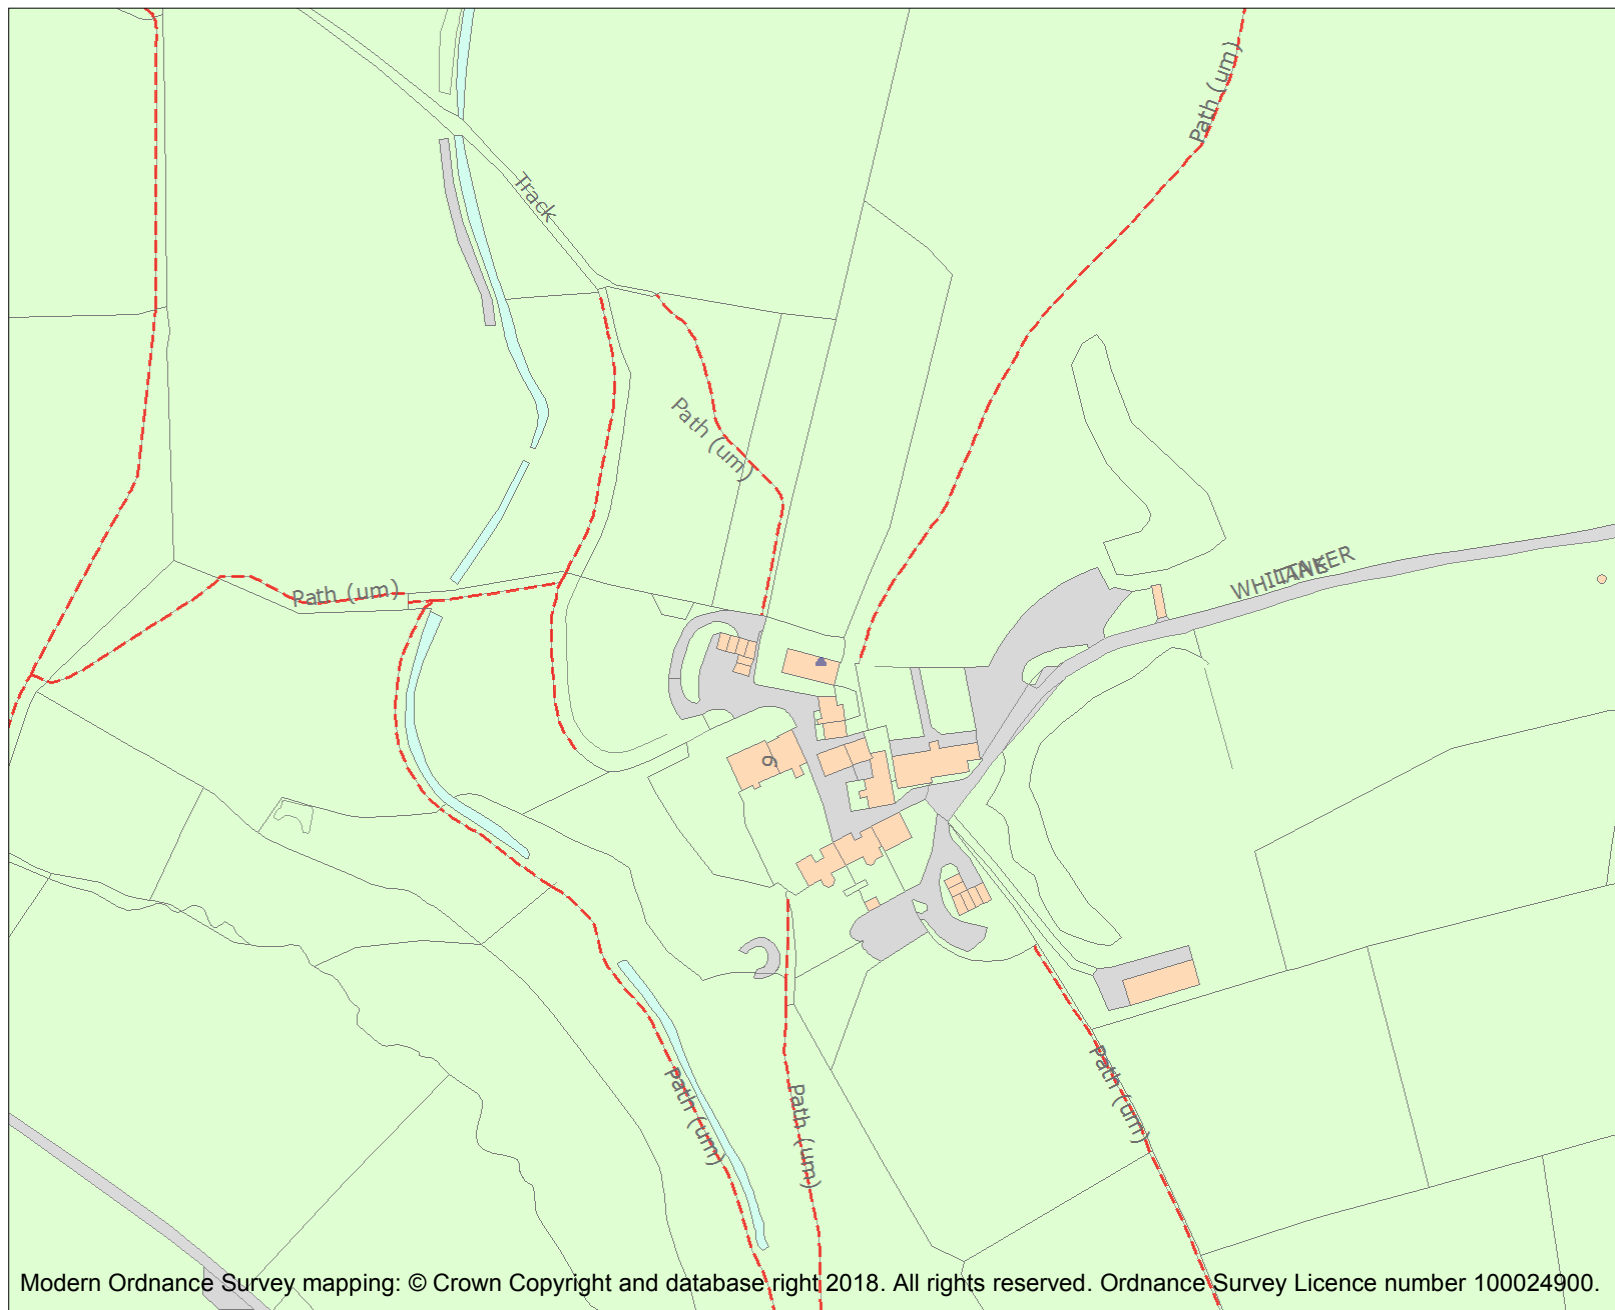 Path (um)
Track
Path (um)
WHITAKER
LANE
Path (um)
9
Path (um)
Path (um)
Path (um)
Modern Ordnance Survey mapping: © Crown Copyright and database right 2018. All rights reserved. Ordnance Survey Licence number 100024900.